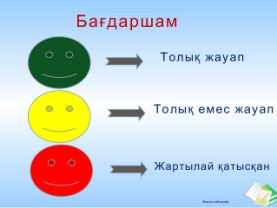 Бағдаршам
Толық жауап
Толық емес жауап
Жартылай қатысқан